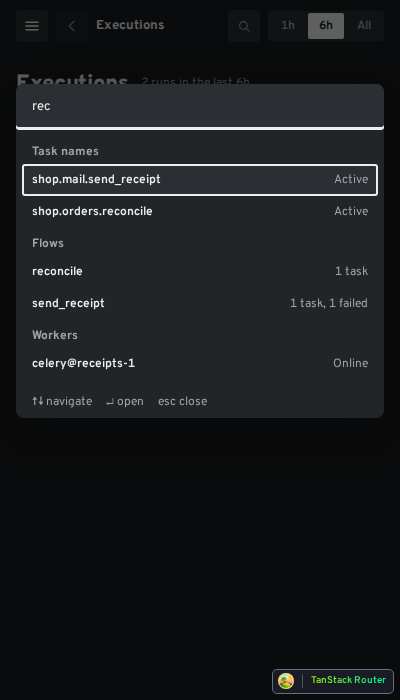 Executions
1h 6h All
Executions 2 runs in the last 6h
rec
Task names
shop.mail.send_receipt Active
shop.orders.reconcile Active
Flows
reconcile 1 task
send_receipt 1 task, 1 failed
Workers
celery@receipts-1 Online
↑↓ navigate ↵ open esc close
TanStack Router